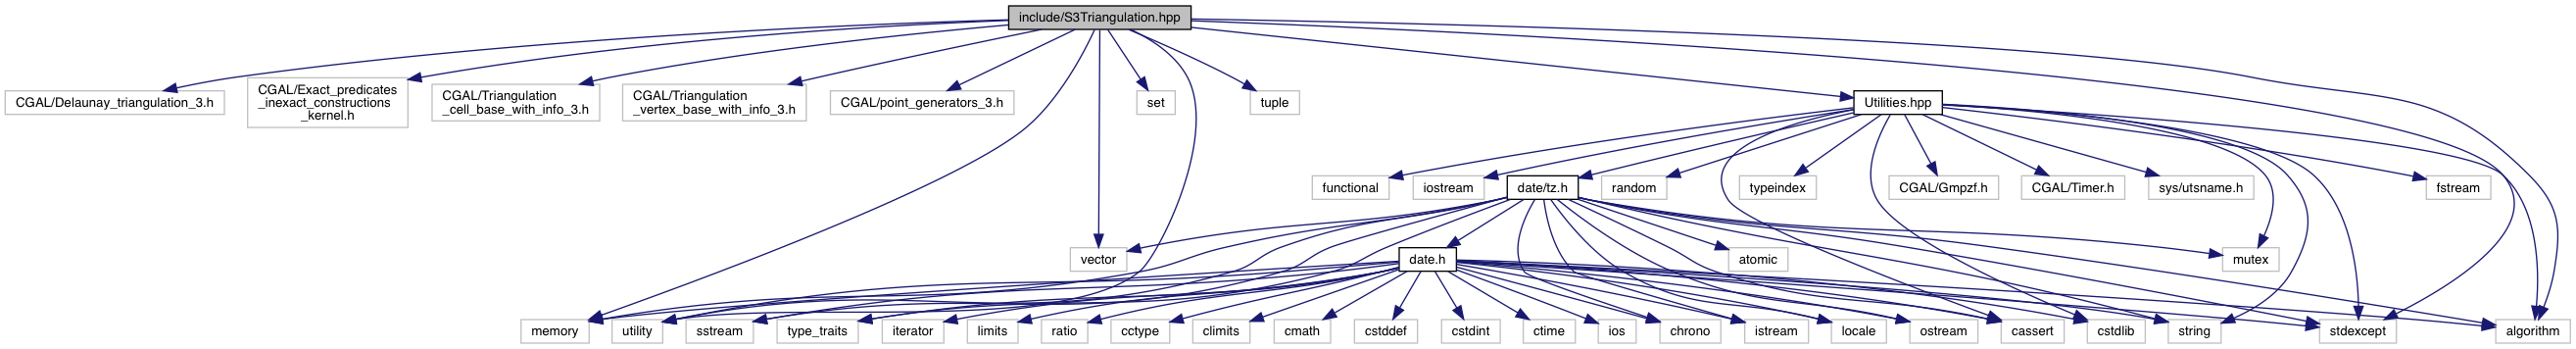 include/S3Triangulation.hpp
CGAL/Delaunay_triangulation_3.h
CGAL/Exact_predicates
_inexact_constructions
_kernel.h
CGAL/Triangulation
_cell_base_with_info_3.h
CGAL/Triangulation
_vertex_base_with_info_3.h
CGAL/point_generators_3.h
set
tuple
Utilities.hpp
functional
iostream
date/tz.h
random
typeindex
CGAL/Gmpzf.h
CGAL/Timer.h
sys/utsname.h
fstream
vector
date.h
atomic
mutex
memory
utility
sstream
type_traits
iterator
limits
ratio
cctype
climits
cmath
cstddef
cstdint
ctime
ios
chrono
istream
locale
ostream
cassert
cstdlib
string
stdexcept
algorithm